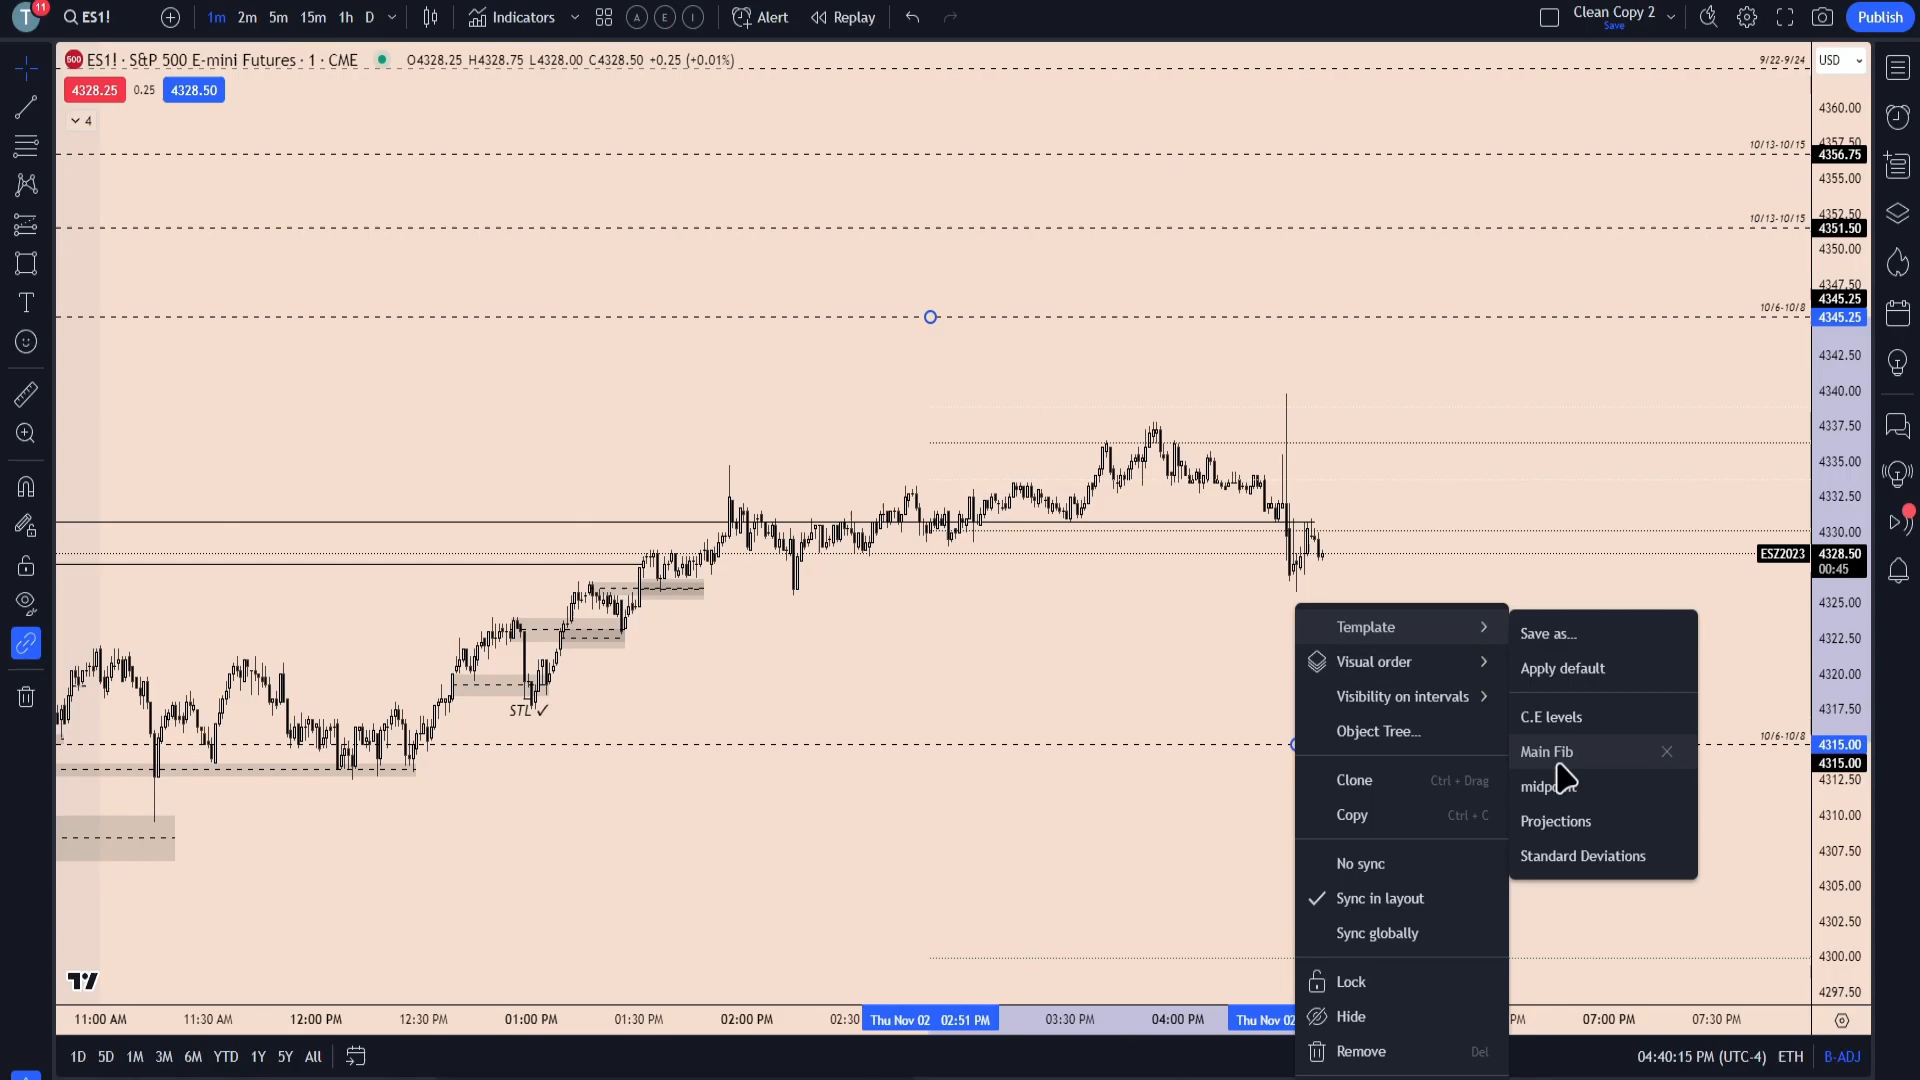 T
11
ES1!
1m 2m 5m 15m 1h D
Indicators
A E I
Alert
Replay
Clean Copy 2
Save
Publish
500 ES1! · S&P 500 E-mini Futures · 1 · CME
O4328.25 H4328.75 L4328.00 C4328.50 +0.25 (+0.01%)
4328.25 0.25 4328.50
4
USD
9/22-9/24
4360.00
4357.50
10/13-10/15
4356.75
4355.00
4352.50
10/13-10/15
4351.50
4350.00
4347.50
4345.25
10/6-10/8
4345.25
4342.50
4340.00
4337.50
4335.00
4332.50
4330.00
ESZ2023 4328.50
00:45
4325.00
4322.50
4320.00
4317.50
10/6-10/8
4315.00
4315.00
4312.50
4310.00
4307.50
4305.00
4302.50
4300.00
4297.50
STL ✓
Template
Visual order
Visibility on intervals
Object Tree...
Clone Ctrl + Drag
Copy Ctrl + C
No sync
Sync in layout
Sync globally
Lock
Hide
Remove Del
Save as...
Apply default
C.E levels
Main Fib
Projections
Standard Deviations
11:00 AM 11:30 AM 12:00 PM 12:30 PM 01:00 PM 01:30 PM 02:00 PM 02:30 Thu Nov 02 02:51 PM 03:30 PM 04:00 PM Thu Nov 02 PM 07:00 PM 07:30 PM
1D 5D 1M 3M 6M YTD 1Y 5Y All
04:40:15 PM (UTC-4) ETH B-ADJ